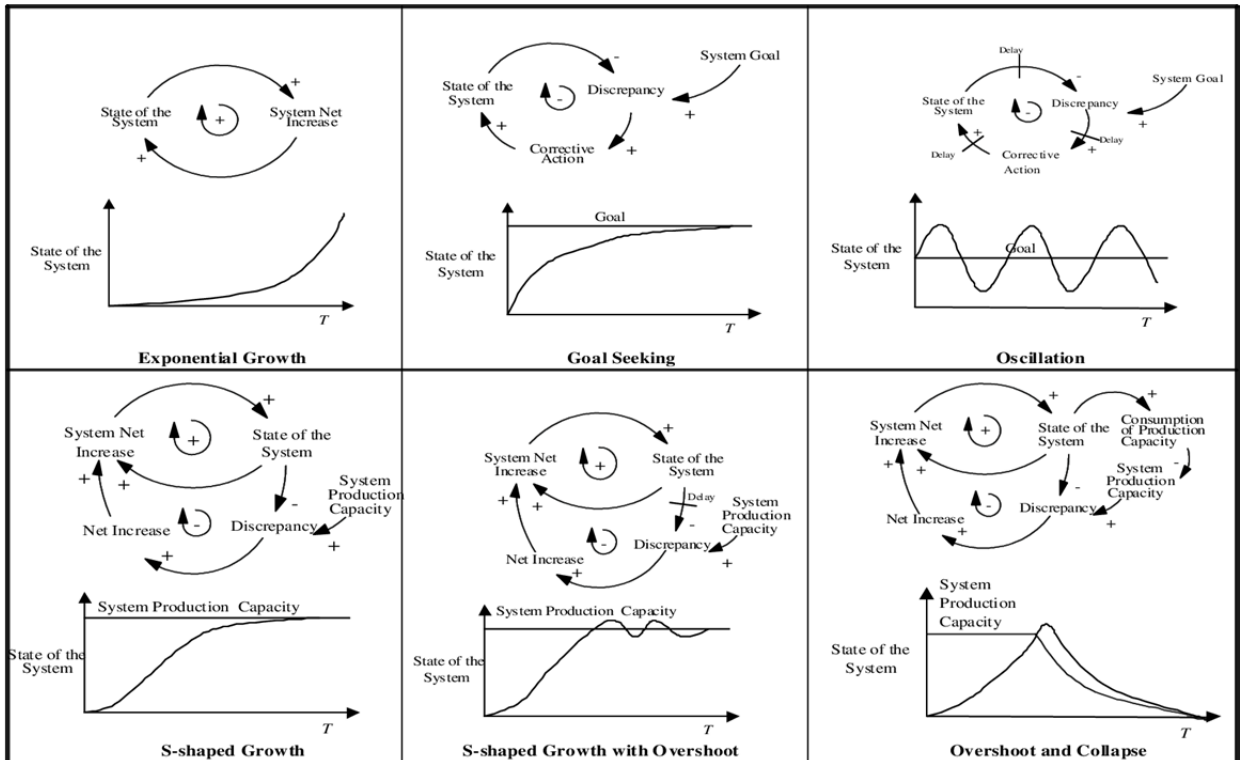 +
State of the
System
+
System Net
Increase
+
State of the
System
T
Exponential Growth
-
System Goal
State of the
System
-
Discrepancy
+
+
Corrective
Action
+
Goal
State of the
System
T
Goal Seeking
Delay
-
System Goal
State of the
System
-
Discrepancy
+
+
Delay
Delay
+
Corrective
Action
State of the
System
Goal
T
Oscillation
+
System Net
Increase
+
State of the
System
+
+
System
Production
Capacity
-
Net Increase
-
Discrepancy
+
+
System Production Capacity
State of the
System
T
S-shaped Growth
+
System Net
Increase
+
State of the
System
+
+
Delay
System Production
Capacity
-
-
Discrepancy
Net Increase
+
+
System Production Capacity
State of the
System
T
S-shaped Growth with Overshoot
+
+
System Net
Increase
+
State of the
System
Consumption
of Production
Capacity
+
+
-
System
Production
Capacity
-
-
Net Increase
Discrepancy
+
+
System
Production
Capacity
State of the
System
T
Overshoot and Collapse